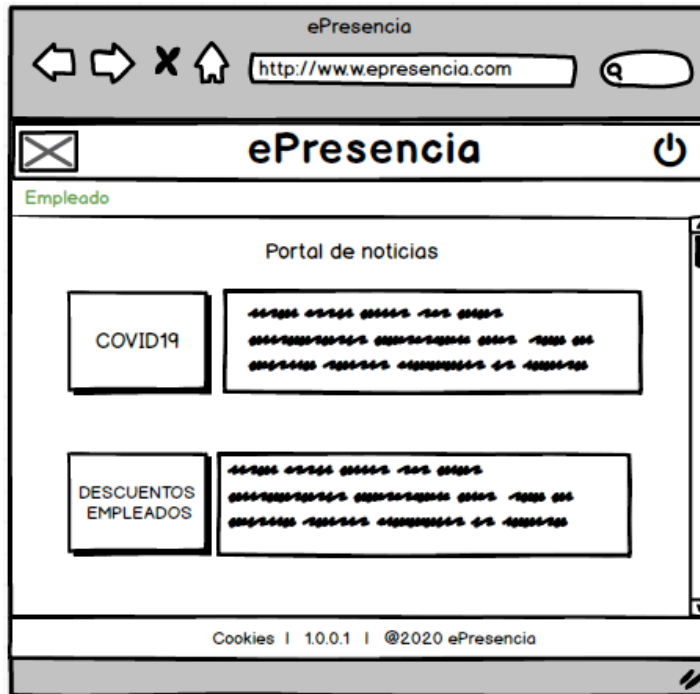 ePresencia
http://ww.w.epresencia.com
ePresencia
Empleado
Portal de noticias
COVID19
DESCUENTOS
EMPLEADOS
Cookies | 1.0.0.1 | @2020 ePresencia